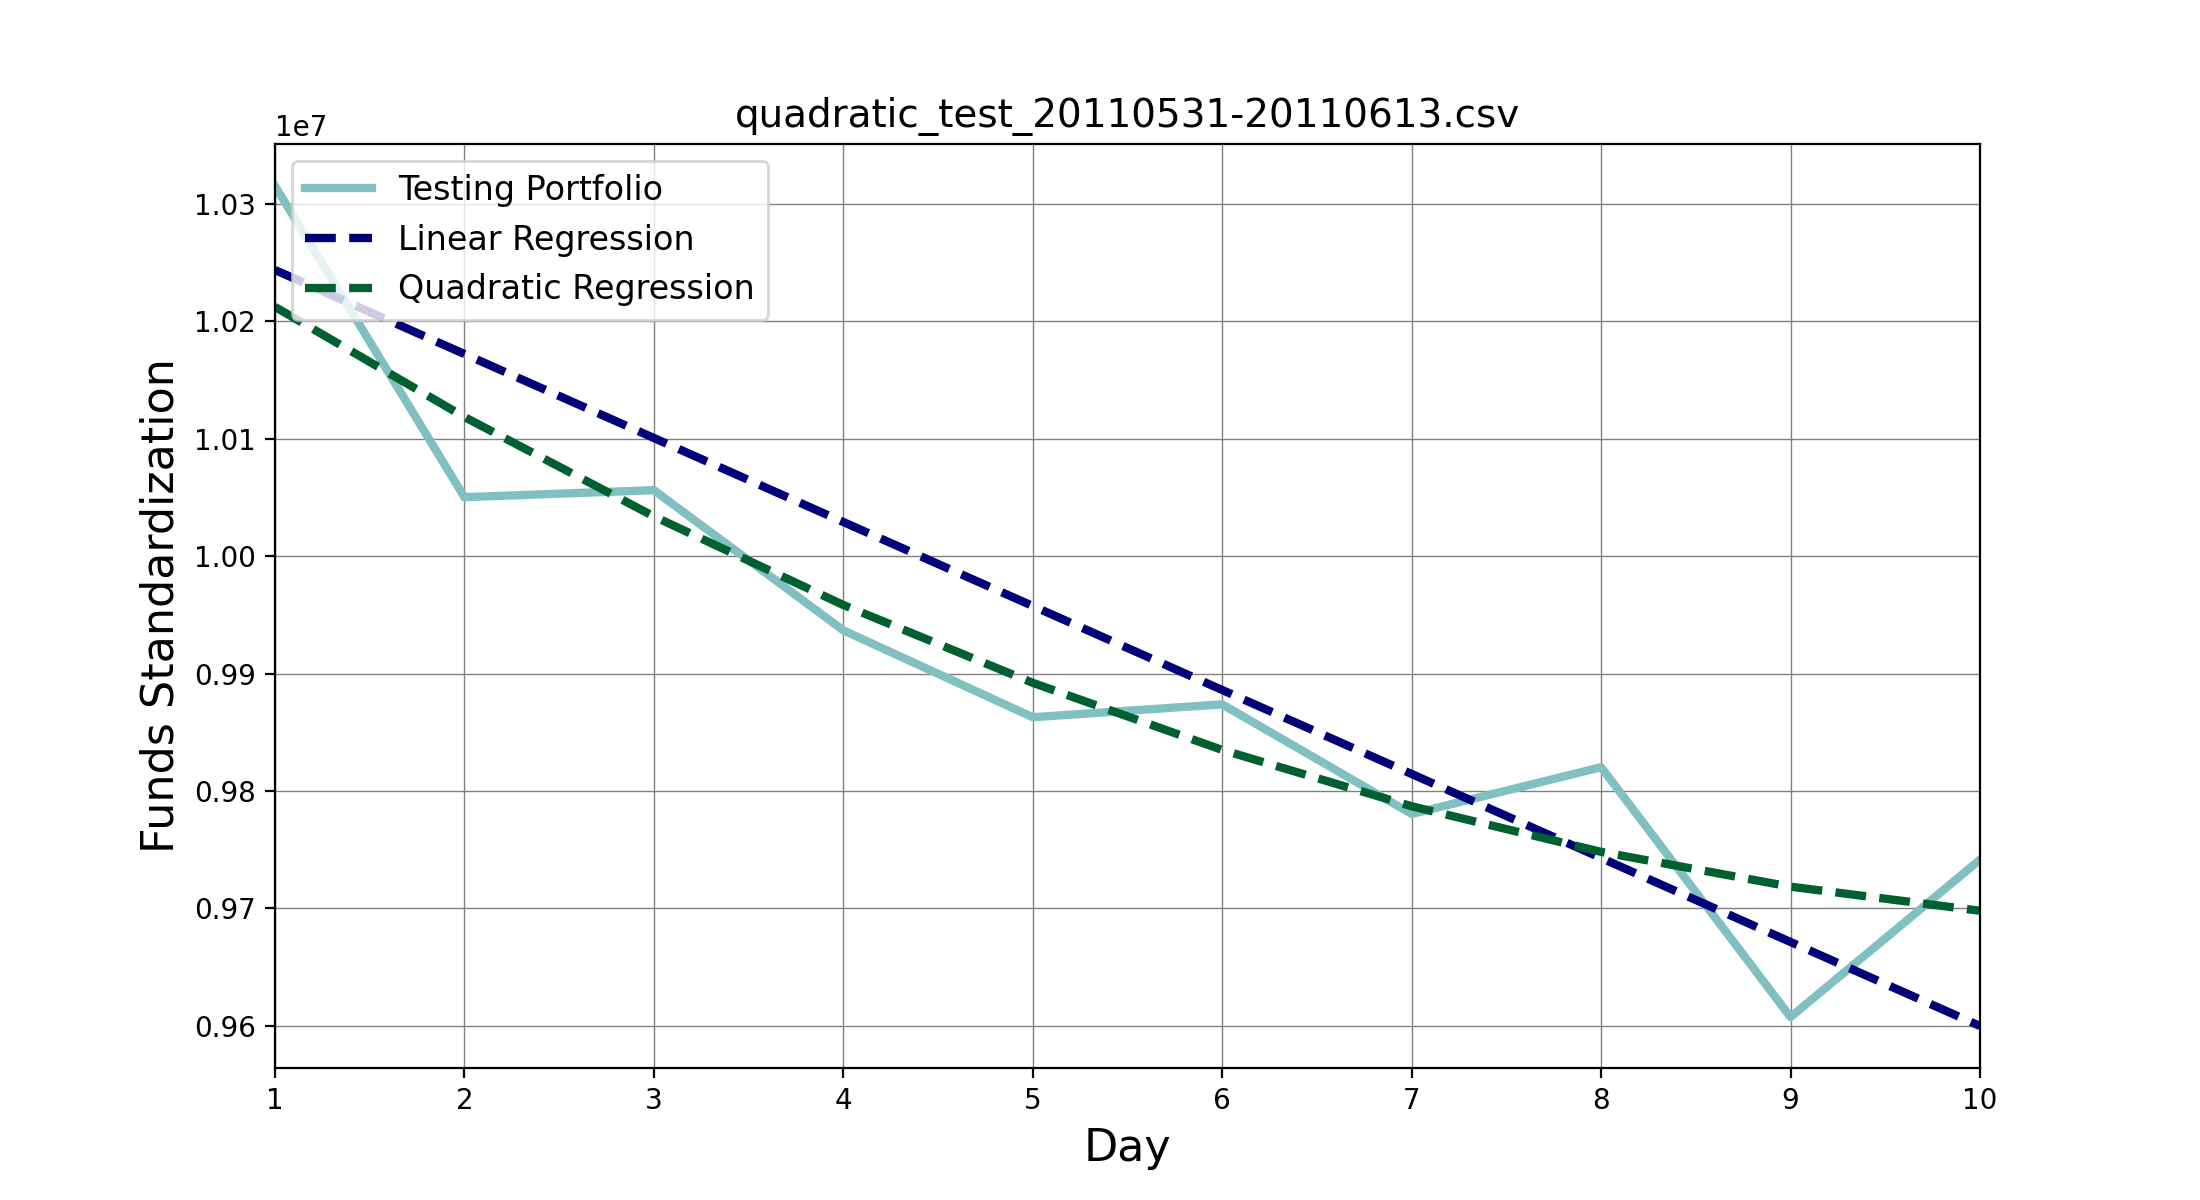 quadratic_test_20110531-20110613.csv
1e7
Testing Portfolio
Linear Regression
Quadratic Regression
1.03
1.02
1.01
1.00
0.99
0.98
0.97
0.96
Funds Standardization
1 2 3 4 5 6 7 8 9 10
Day